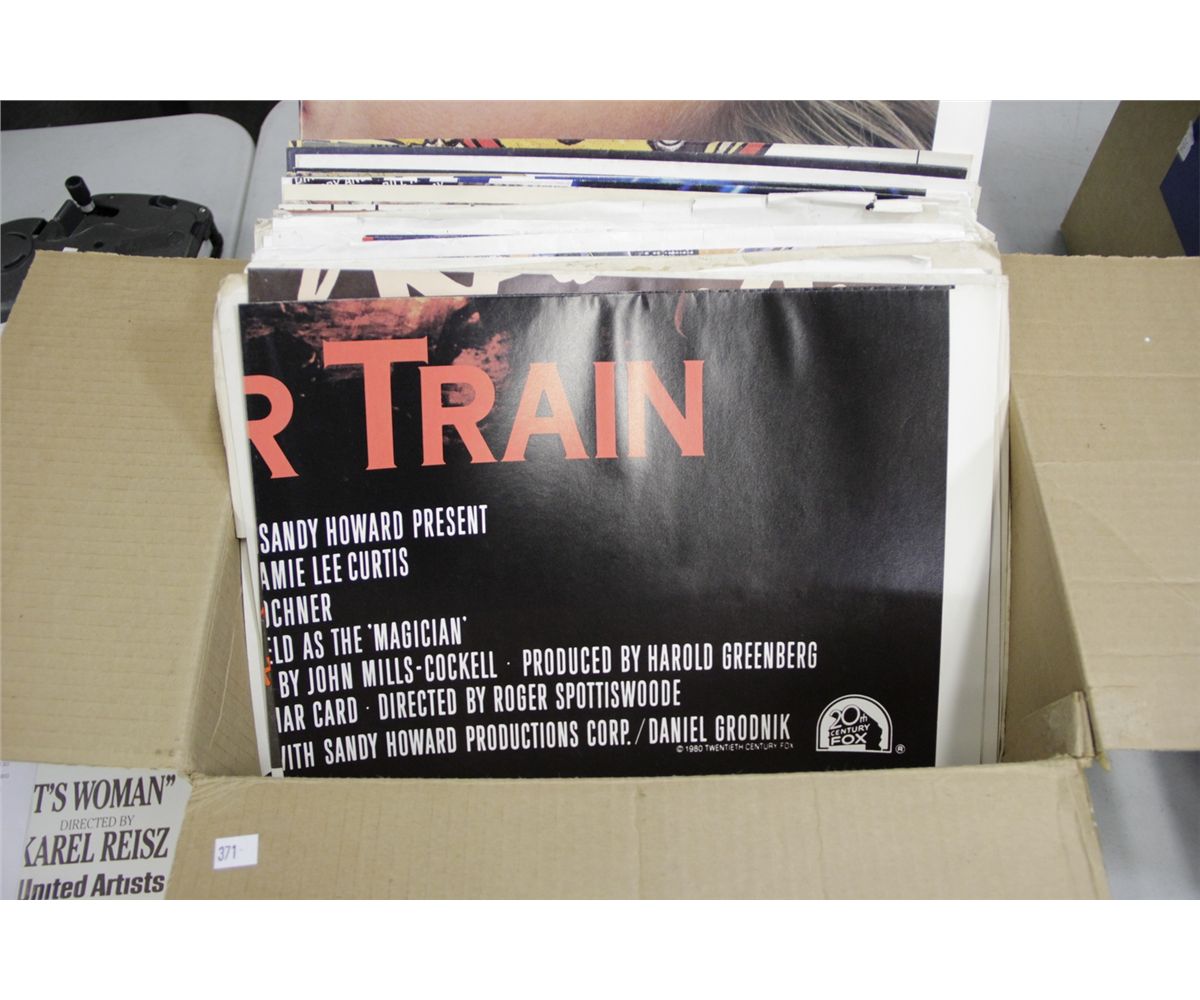 R TRAIN
SANDY HOWARD PRESENT
AMIE LEE CURTIS
OCHNER
ELD AS THE 'MAGICIAN'
BY JOHN MILLS-COCKELL · PRODUCED BY HAROLD GREENBERG
IAR CARD · DIRECTED BY ROGER SPOTTISWOODE
WITH SANDY HOWARD PRODUCTIONS CORP./DANIEL GRODNIK
© 1980 TWENTIETH CENTURY FOX
20th
CENTURY
FOX
®
T'S WOMAN"
DIRECTED BY
KAREL REISZ
United Artists
371